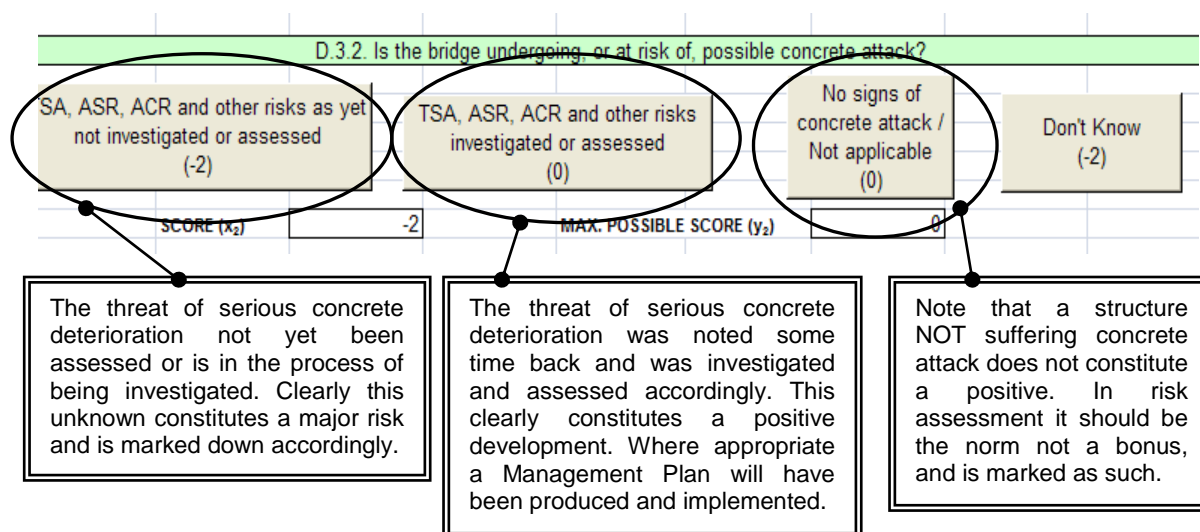 D.3.2. Is the bridge undergoing, or at risk of, possible concrete attack?
SA, ASR, ACR and other risks as yet
not investigated or assessed
(-2)
TSA, ASR, ACR and other risks
investigated or assessed
(0)
No signs of
concrete attack /
Not applicable
(0)
Don't Know
(-2)
SCORE (x₂)
-2
MAX. POSSIBLE SCORE (y₂)
0
The threat of serious concrete
deterioration not yet been
assessed or is in the process of
being investigated. Clearly this
unknown constitutes a major risk
and is marked down accordingly.
The threat of serious concrete
deterioration was noted some
time back and was investigated
and assessed accordingly. This
clearly constitutes a positive
development. Where appropriate
a Management Plan will have
been produced and implemented.
Note that a structure
NOT suffering concrete
attack does not constitute
a positive. In risk
assessment it should be
the norm not a bonus,
and is marked as such.